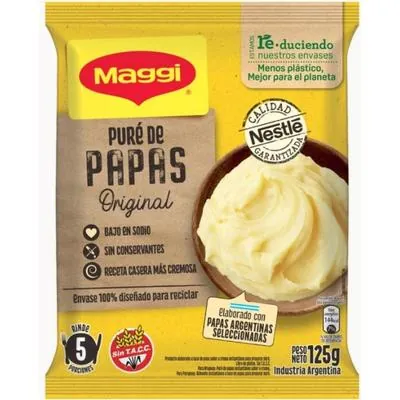 ESTAMOS
re·duciendo
nuestros envases
Menos plástico,
Mejor para el planeta
Maggi
®
CALIDAD
Nestlé
GARANTIZADA
PURÉ DE
PAPAS
Original
BAJO EN SODIO
SIN CONSERVANTES
RECETA CASERA MÁS CREMOSA
Envase 100% diseñado para reciclar
Elaborado con
PAPAS ARGENTINAS
SELECCIONADAS
RINDE
5
PORCIONES
Sin T.A.C.C.
PESO
NETO 125g
Industria Argentina